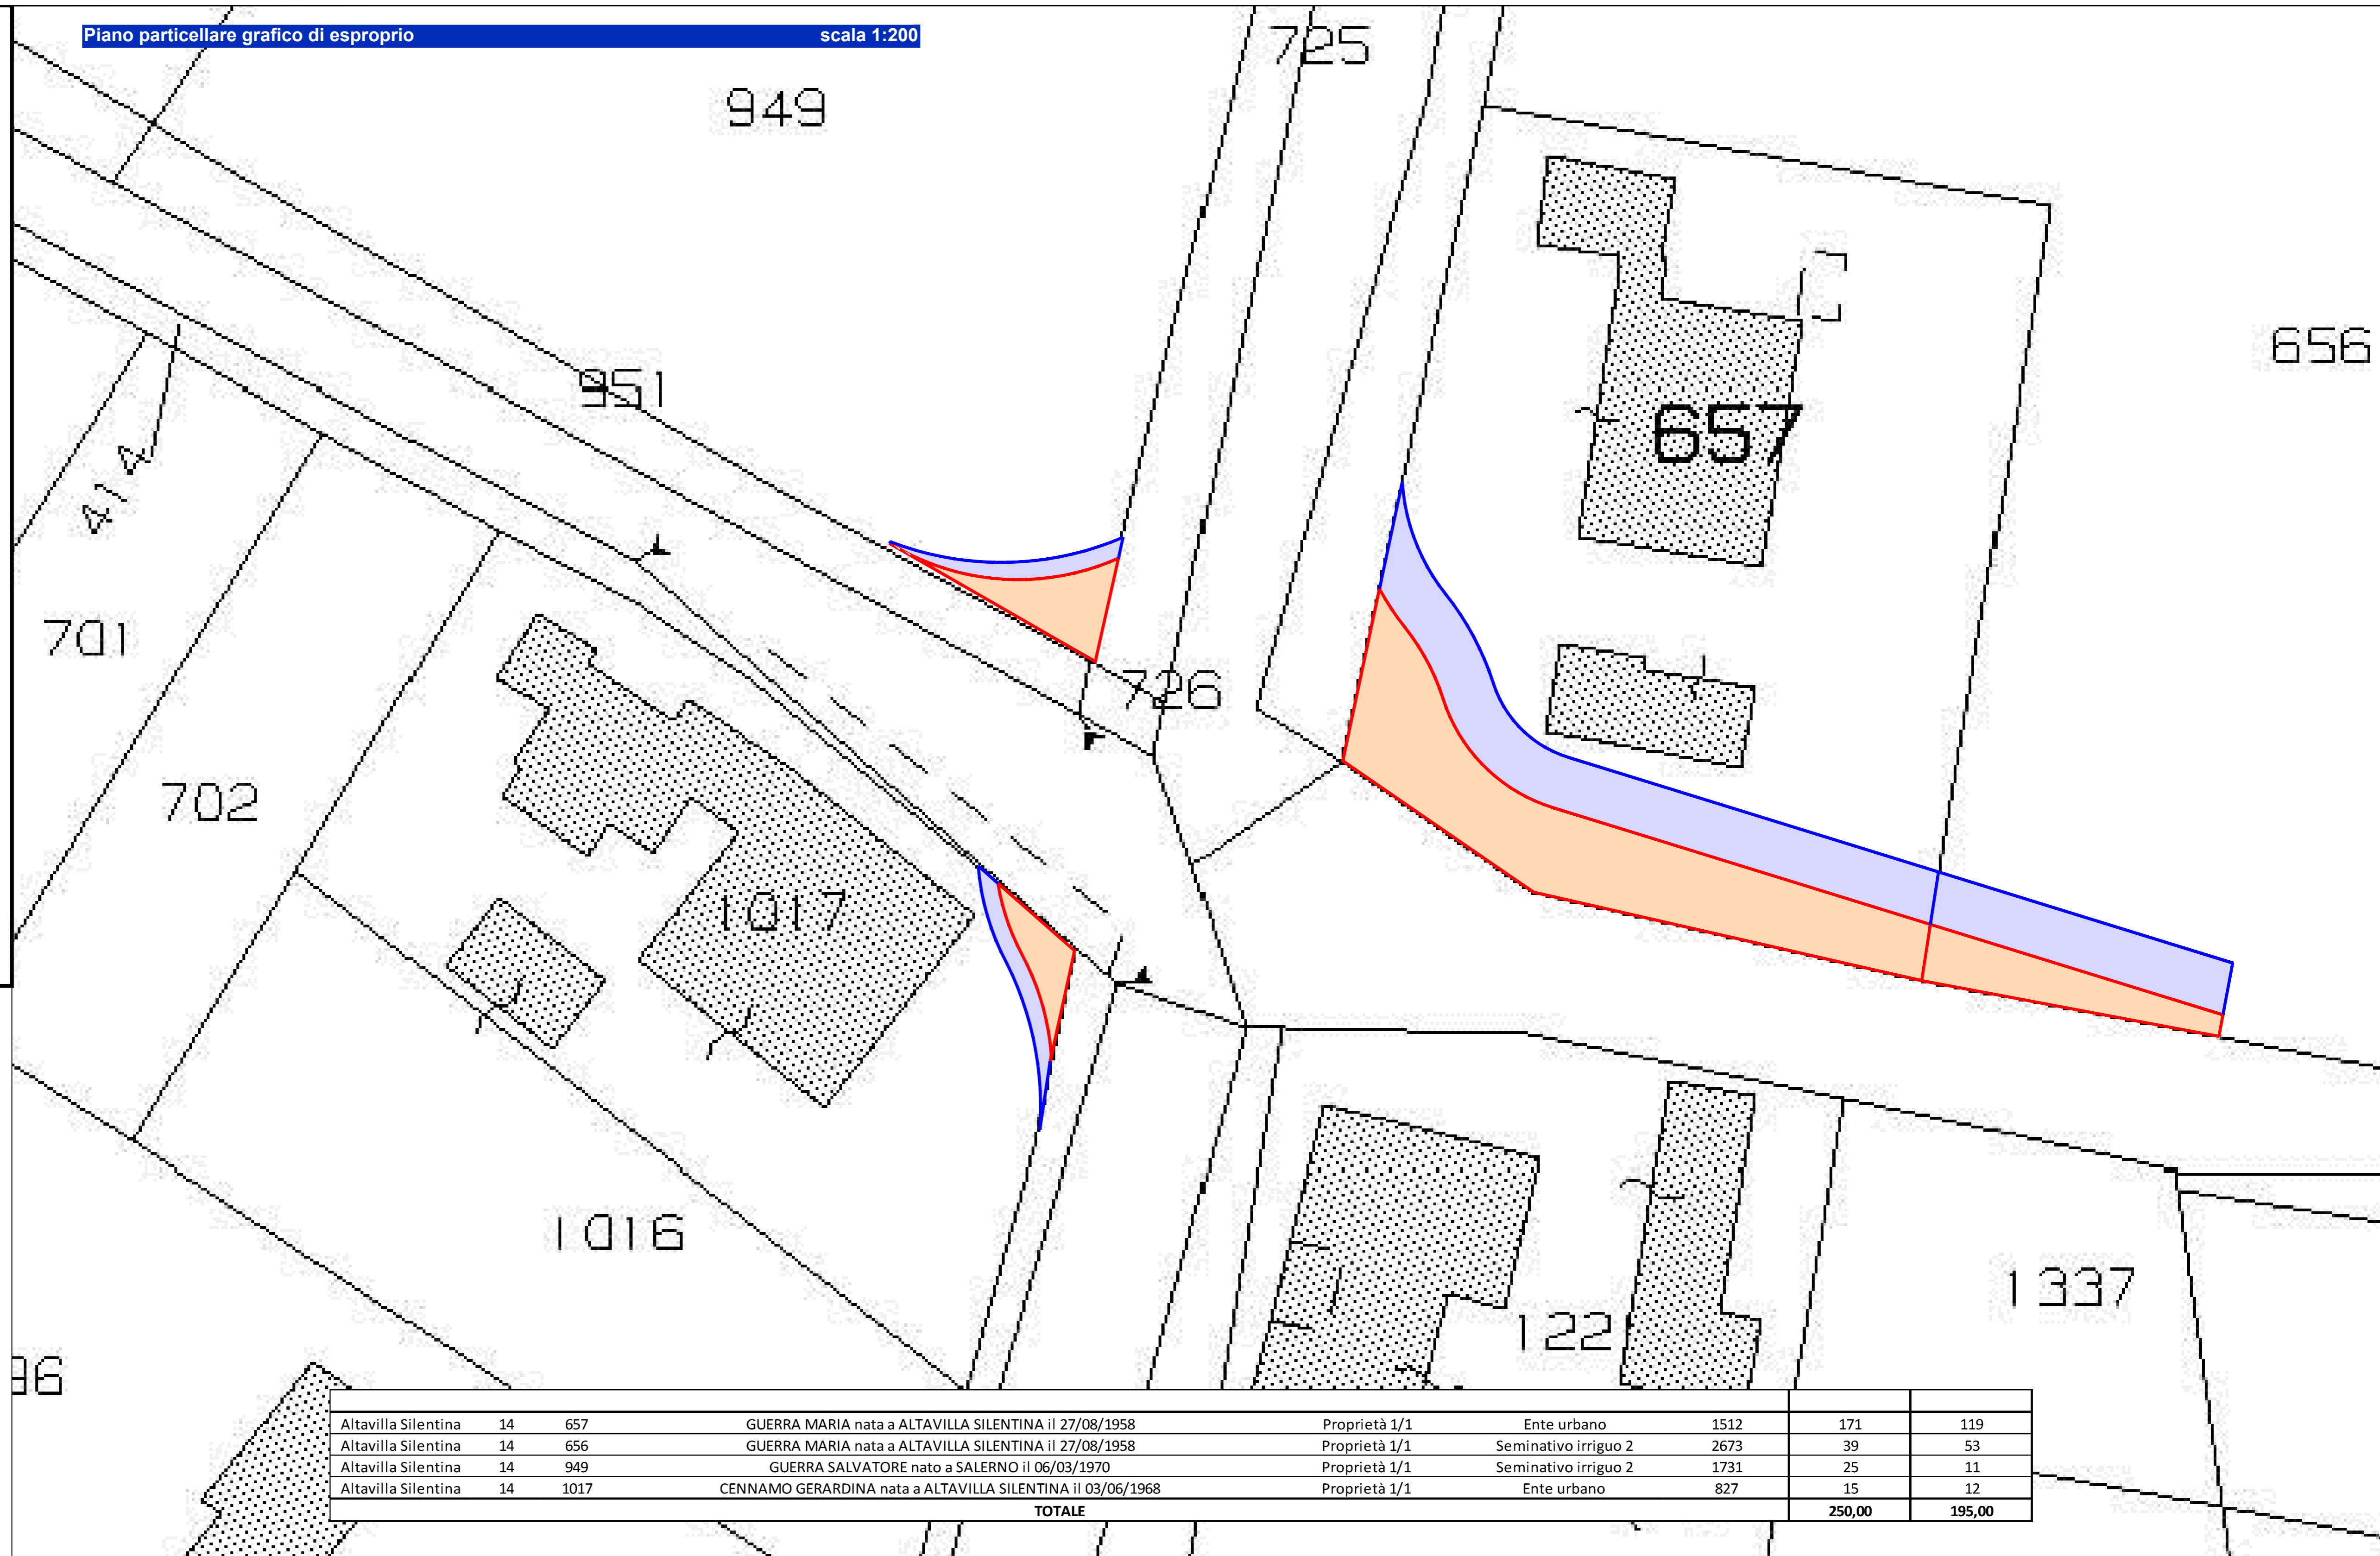 Piano particellare grafico di esproprio scala 1:200
725
949
656
951
657
414
701
726
702
1017
1016
1337
122
Altavilla Silentina 14 657 GUERRA MARIA nata a ALTAVILLA SILENTINA il 27/08/1958 Proprietà 1/1 Ente urbano 1512 171 119
Altavilla Silentina 14 656 GUERRA MARIA nata a ALTAVILLA SILENTINA il 27/08/1958 Proprietà 1/1 Seminativo irriguo 2 2673 39 53
Altavilla Silentina 14 949 GUERRA SALVATORE nato a SALERNO il 06/03/1970 Proprietà 1/1 Seminativo irriguo 2 1731 25 11
Altavilla Silentina 14 1017 CENNAMO GERARDINA nata a ALTAVILLA SILENTINA il 03/06/1968 Proprietà 1/1 Ente urbano 827 15 12
TOTALE 250,00 195,00